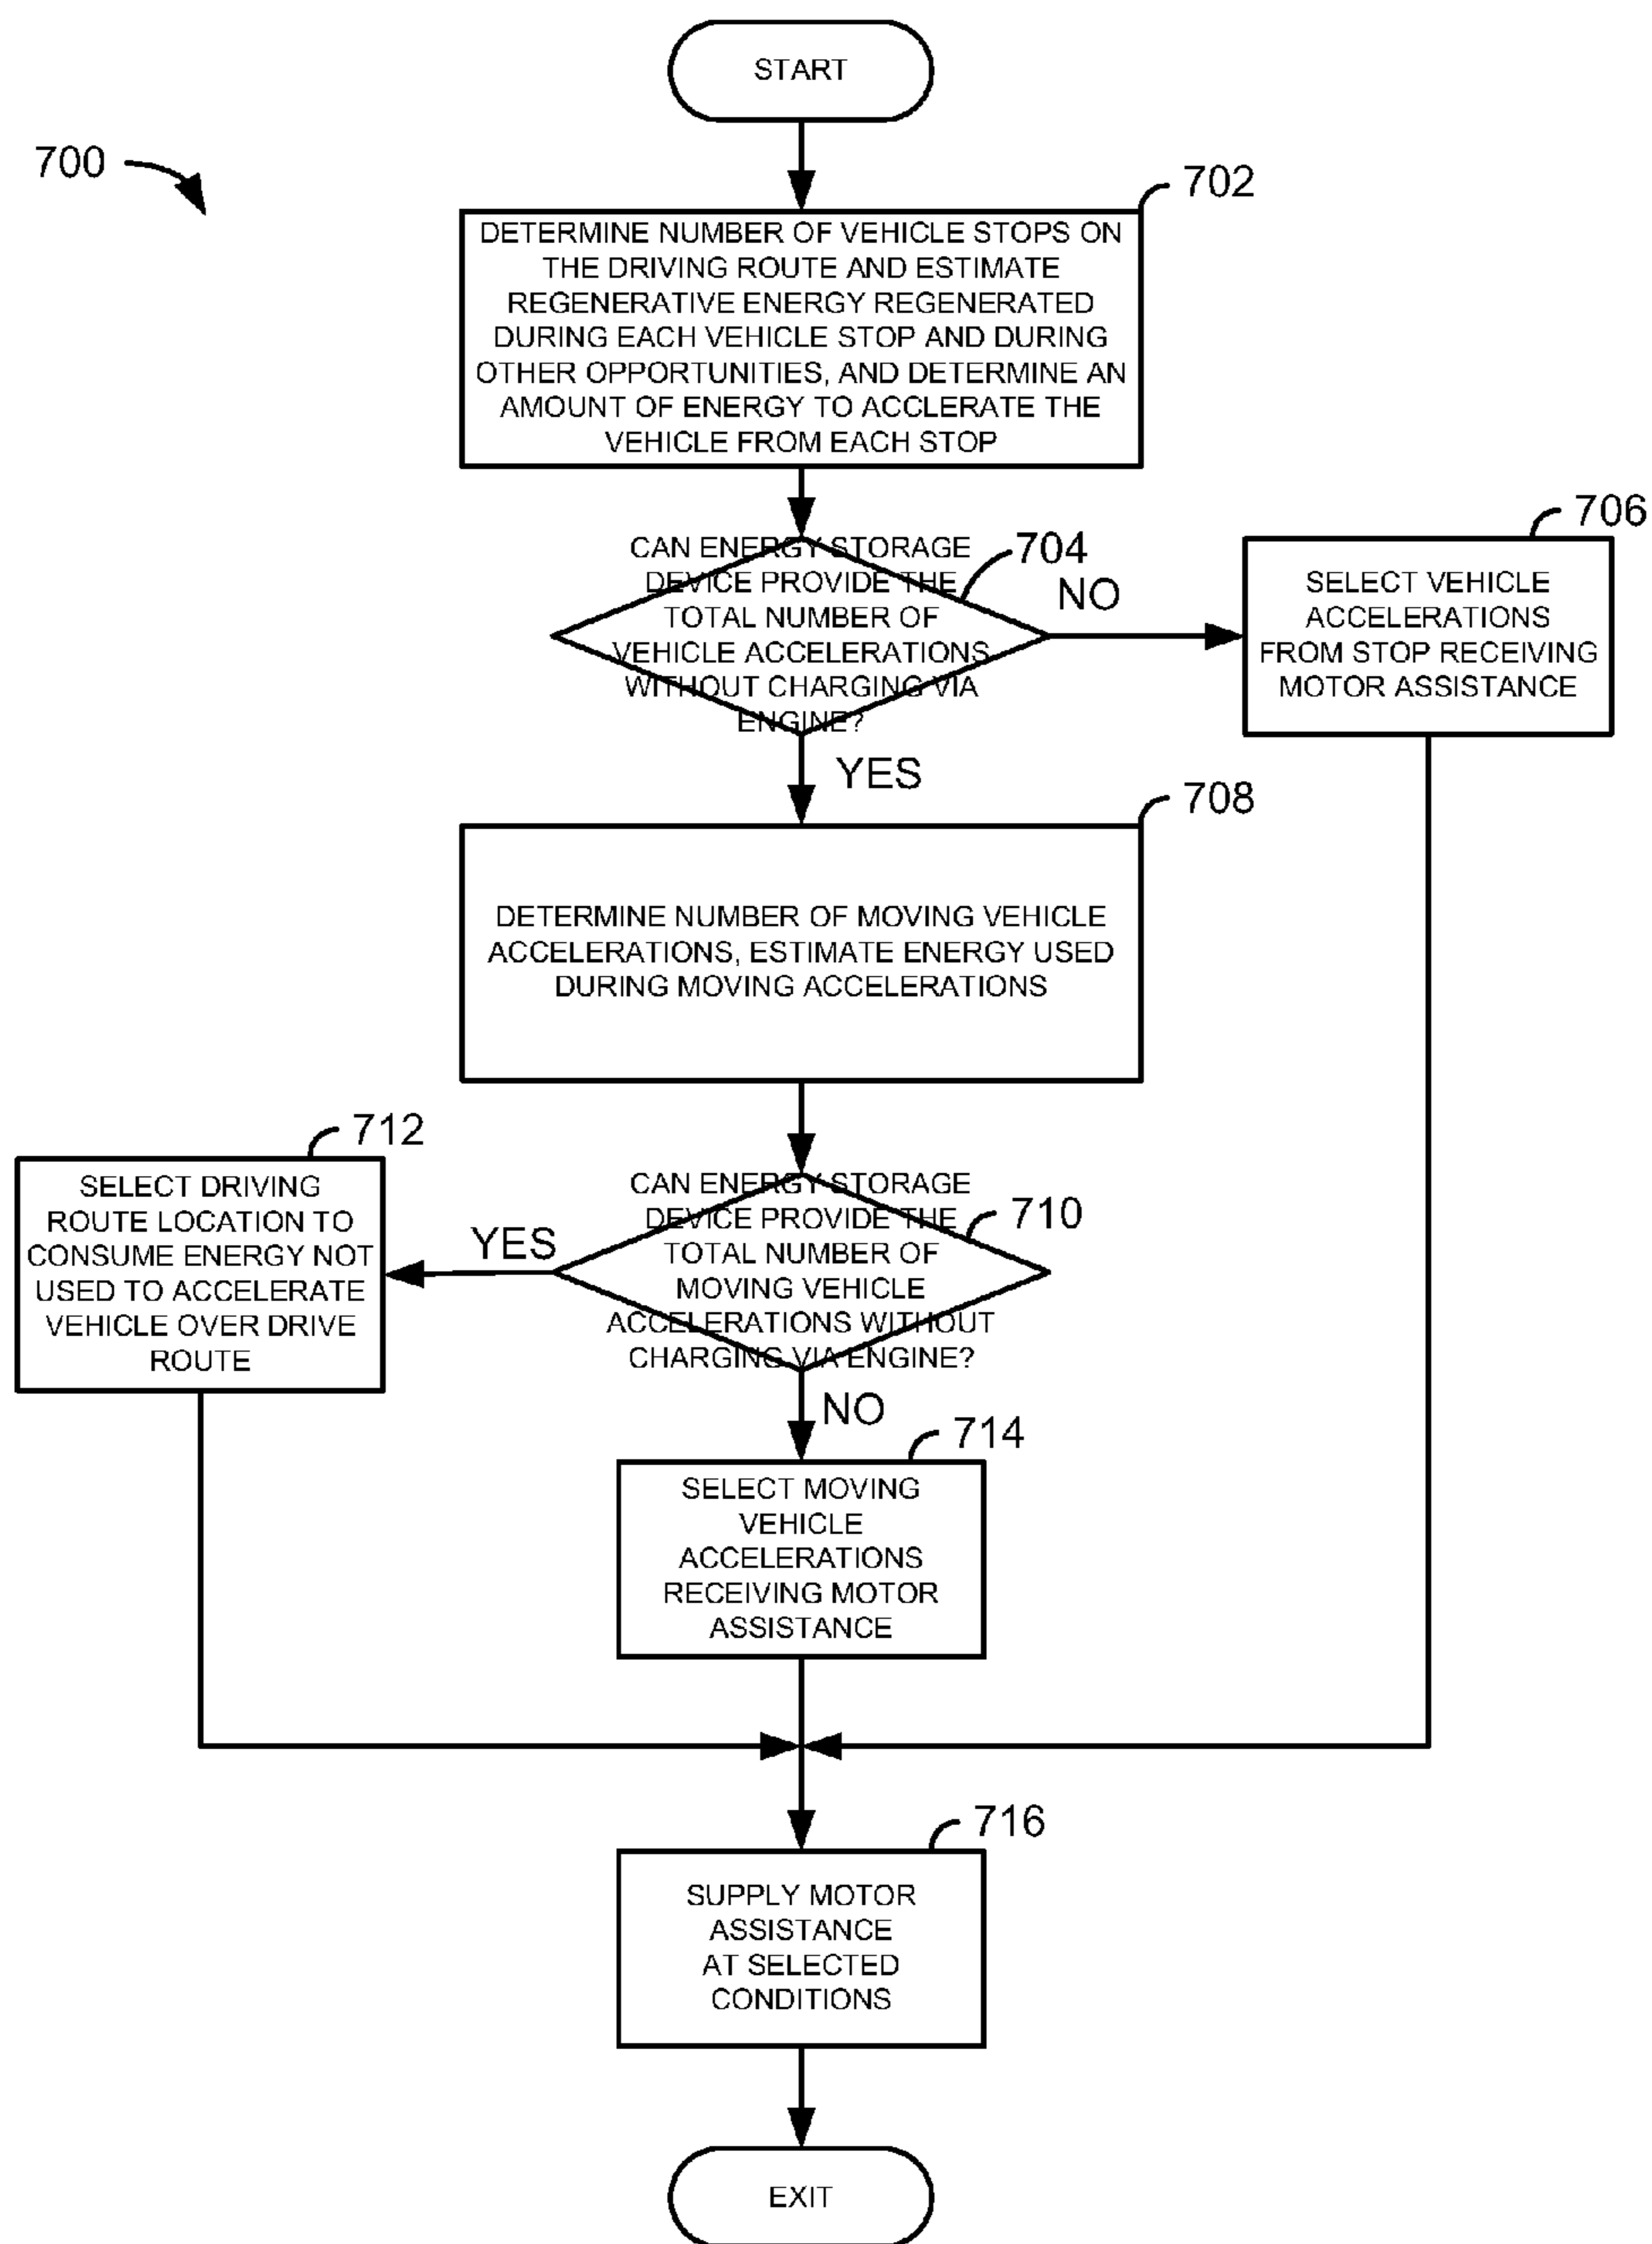 START
700
702
DETERMINE NUMBER OF VEHICLE STOPS ON
THE DRIVING ROUTE AND ESTIMATE
REGENERATIVE ENERGY REGENERATED
DURING EACH VEHICLE STOP AND DURING
OTHER OPPORTUNITIES, AND DETERMINE AN
AMOUNT OF ENERGY TO ACCLERATE THE
VEHICLE FROM EACH STOP
704
CAN ENERGY STORAGE
DEVICE PROVIDE THE
TOTAL NUMBER OF
VEHICLE ACCELERATIONS
WITHOUT CHARGING VIA
ENGINE?
NO
706
SELECT VEHICLE
ACCELERATIONS
FROM STOP RECEIVING
MOTOR ASSISTANCE
YES
708
DETERMINE NUMBER OF MOVING VEHICLE
ACCELERATIONS, ESTIMATE ENERGY USED
DURING MOVING ACCELERATIONS
710
CAN ENERGY STORAGE
DEVICE PROVIDE THE
TOTAL NUMBER OF
MOVING VEHICLE
ACCELERATIONS WITHOUT
CHARGING VIA ENGINE?
YES
712
SELECT DRIVING
ROUTE LOCATION TO
CONSUME ENERGY NOT
USED TO ACCELERATE
VEHICLE OVER DRIVE
ROUTE
NO
714
SELECT MOVING
VEHICLE
ACCELERATIONS
RECEIVING MOTOR
ASSISTANCE
716
SUPPLY MOTOR
ASSISTANCE
AT SELECTED
CONDITIONS
EXIT